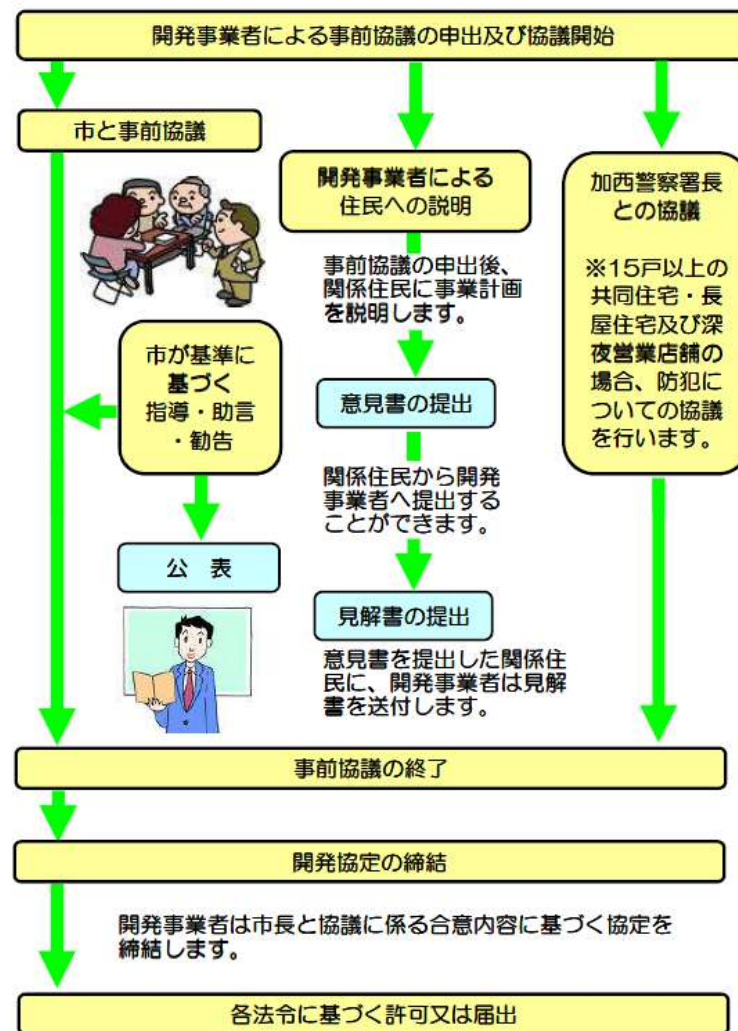 開発事業者による事前協議の申出及び協議開始
市と事前協議
市が基準に
基づく
指導・助言
・勧告
公 表
開発事業者による
住民への説明
事前協議の申出後、
関係住民に事業計画
を説明します。
意見書の提出
関係住民から開発
事業者へ提出する
ことができます。
見解書の提出
意見書を提出した関係住
民に、開発事業者は見解
書を送付します。
加西警察署長
との協議
※15戸以上の
共同住宅・長
屋住宅及び深
夜営業店舗の
場合、防犯に
ついての協議
を行います。
事前協議の終了
開発協定の締結
開発事業者は市長と協議に係る合意内容に基づく協定を
締結します。
各法令に基づく許可又は届出